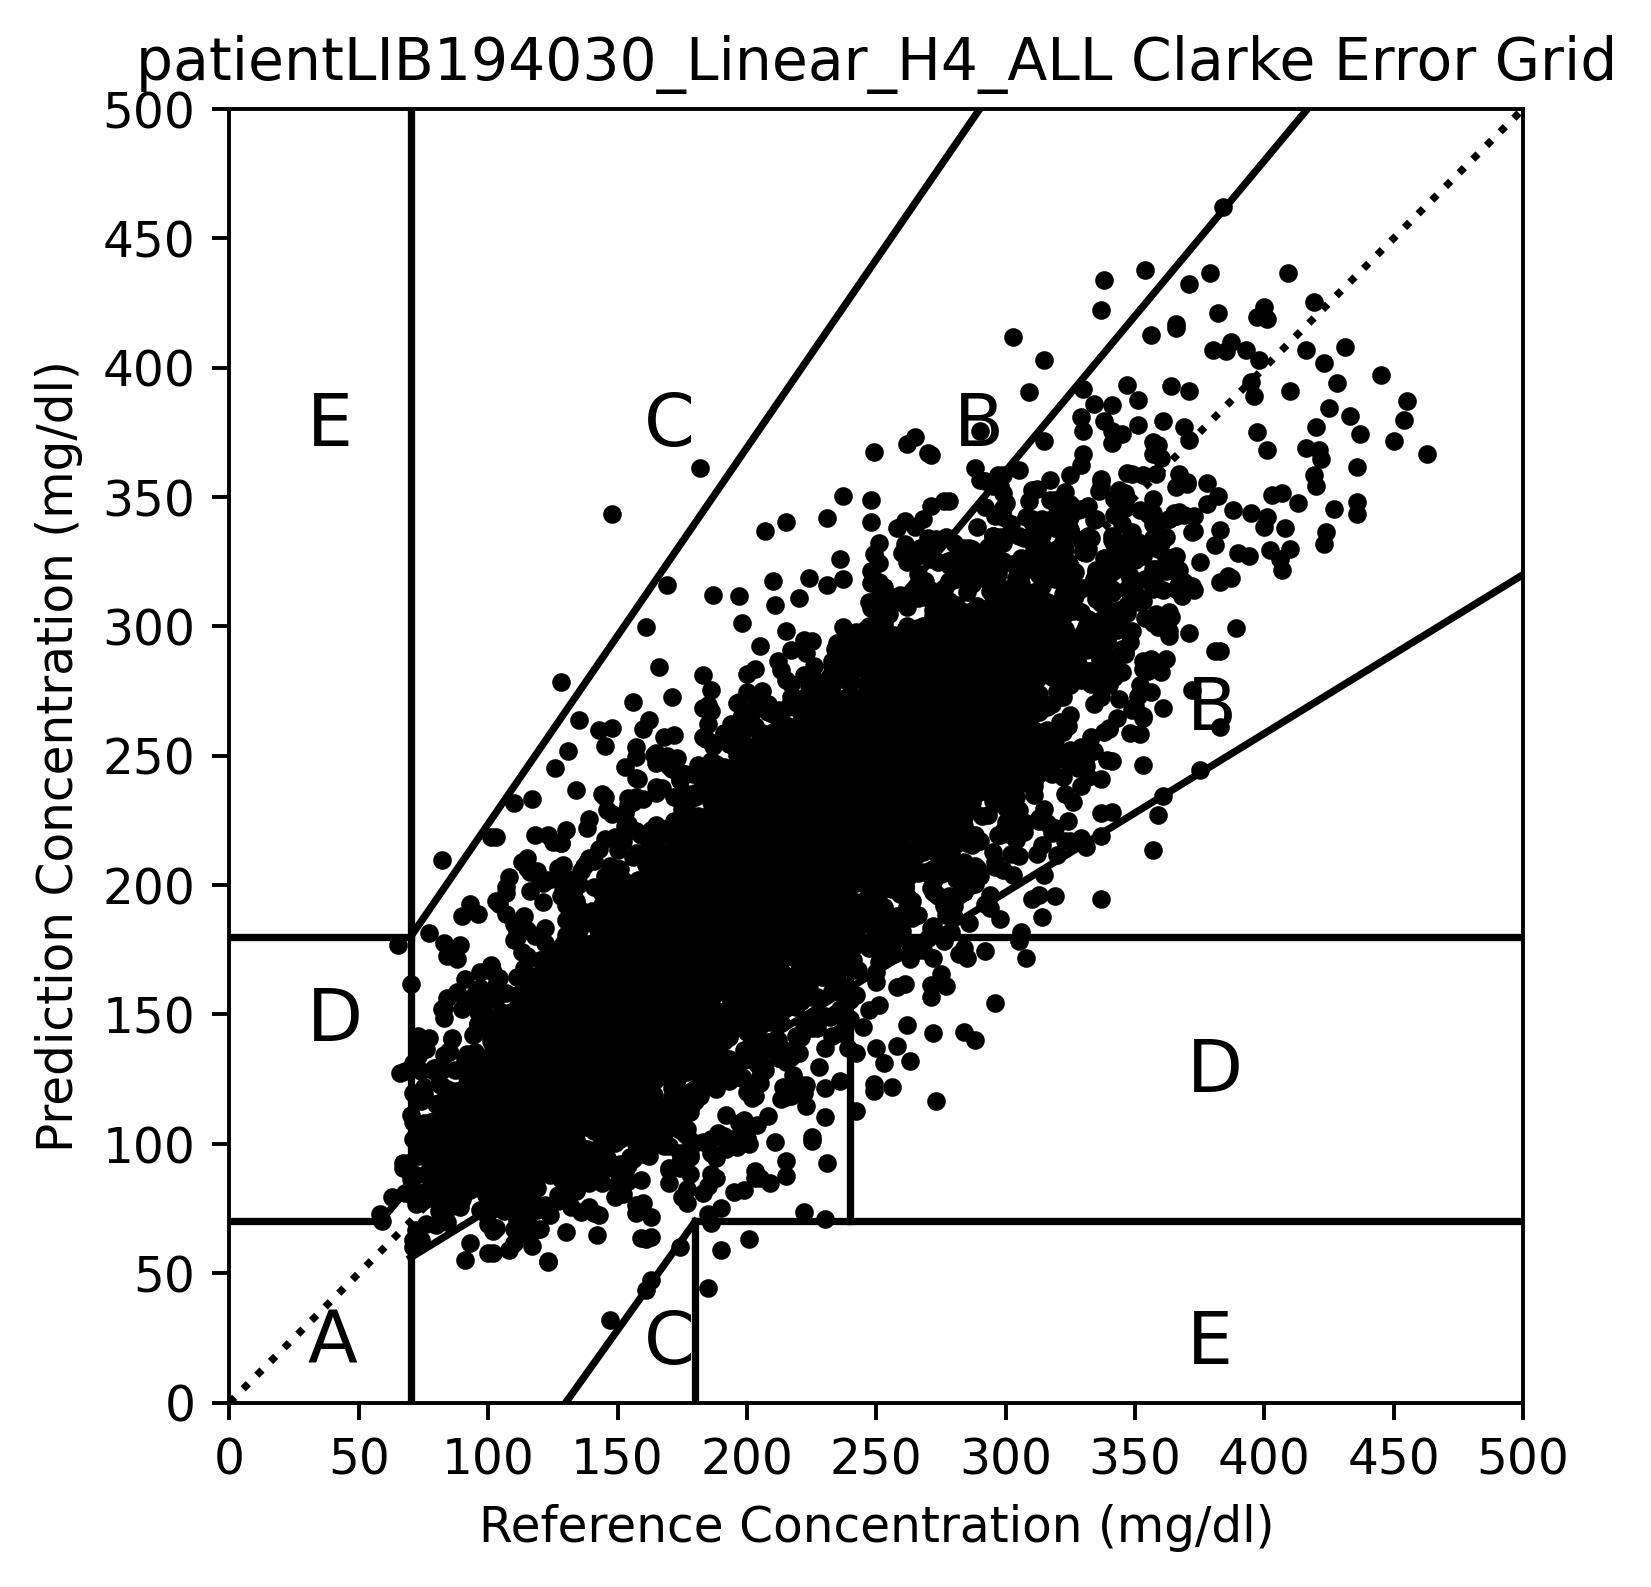 patientLIB194030_Linear_H4_ALL Clarke Error Grid
Prediction Concentration (mg/dl)
500
450
400
350
300
250
200
150
100
50
0
E
C
B
B
D
D
A
C
E
0 50 100 150 200 250 300 350 400 450 500
Reference Concentration (mg/dl)